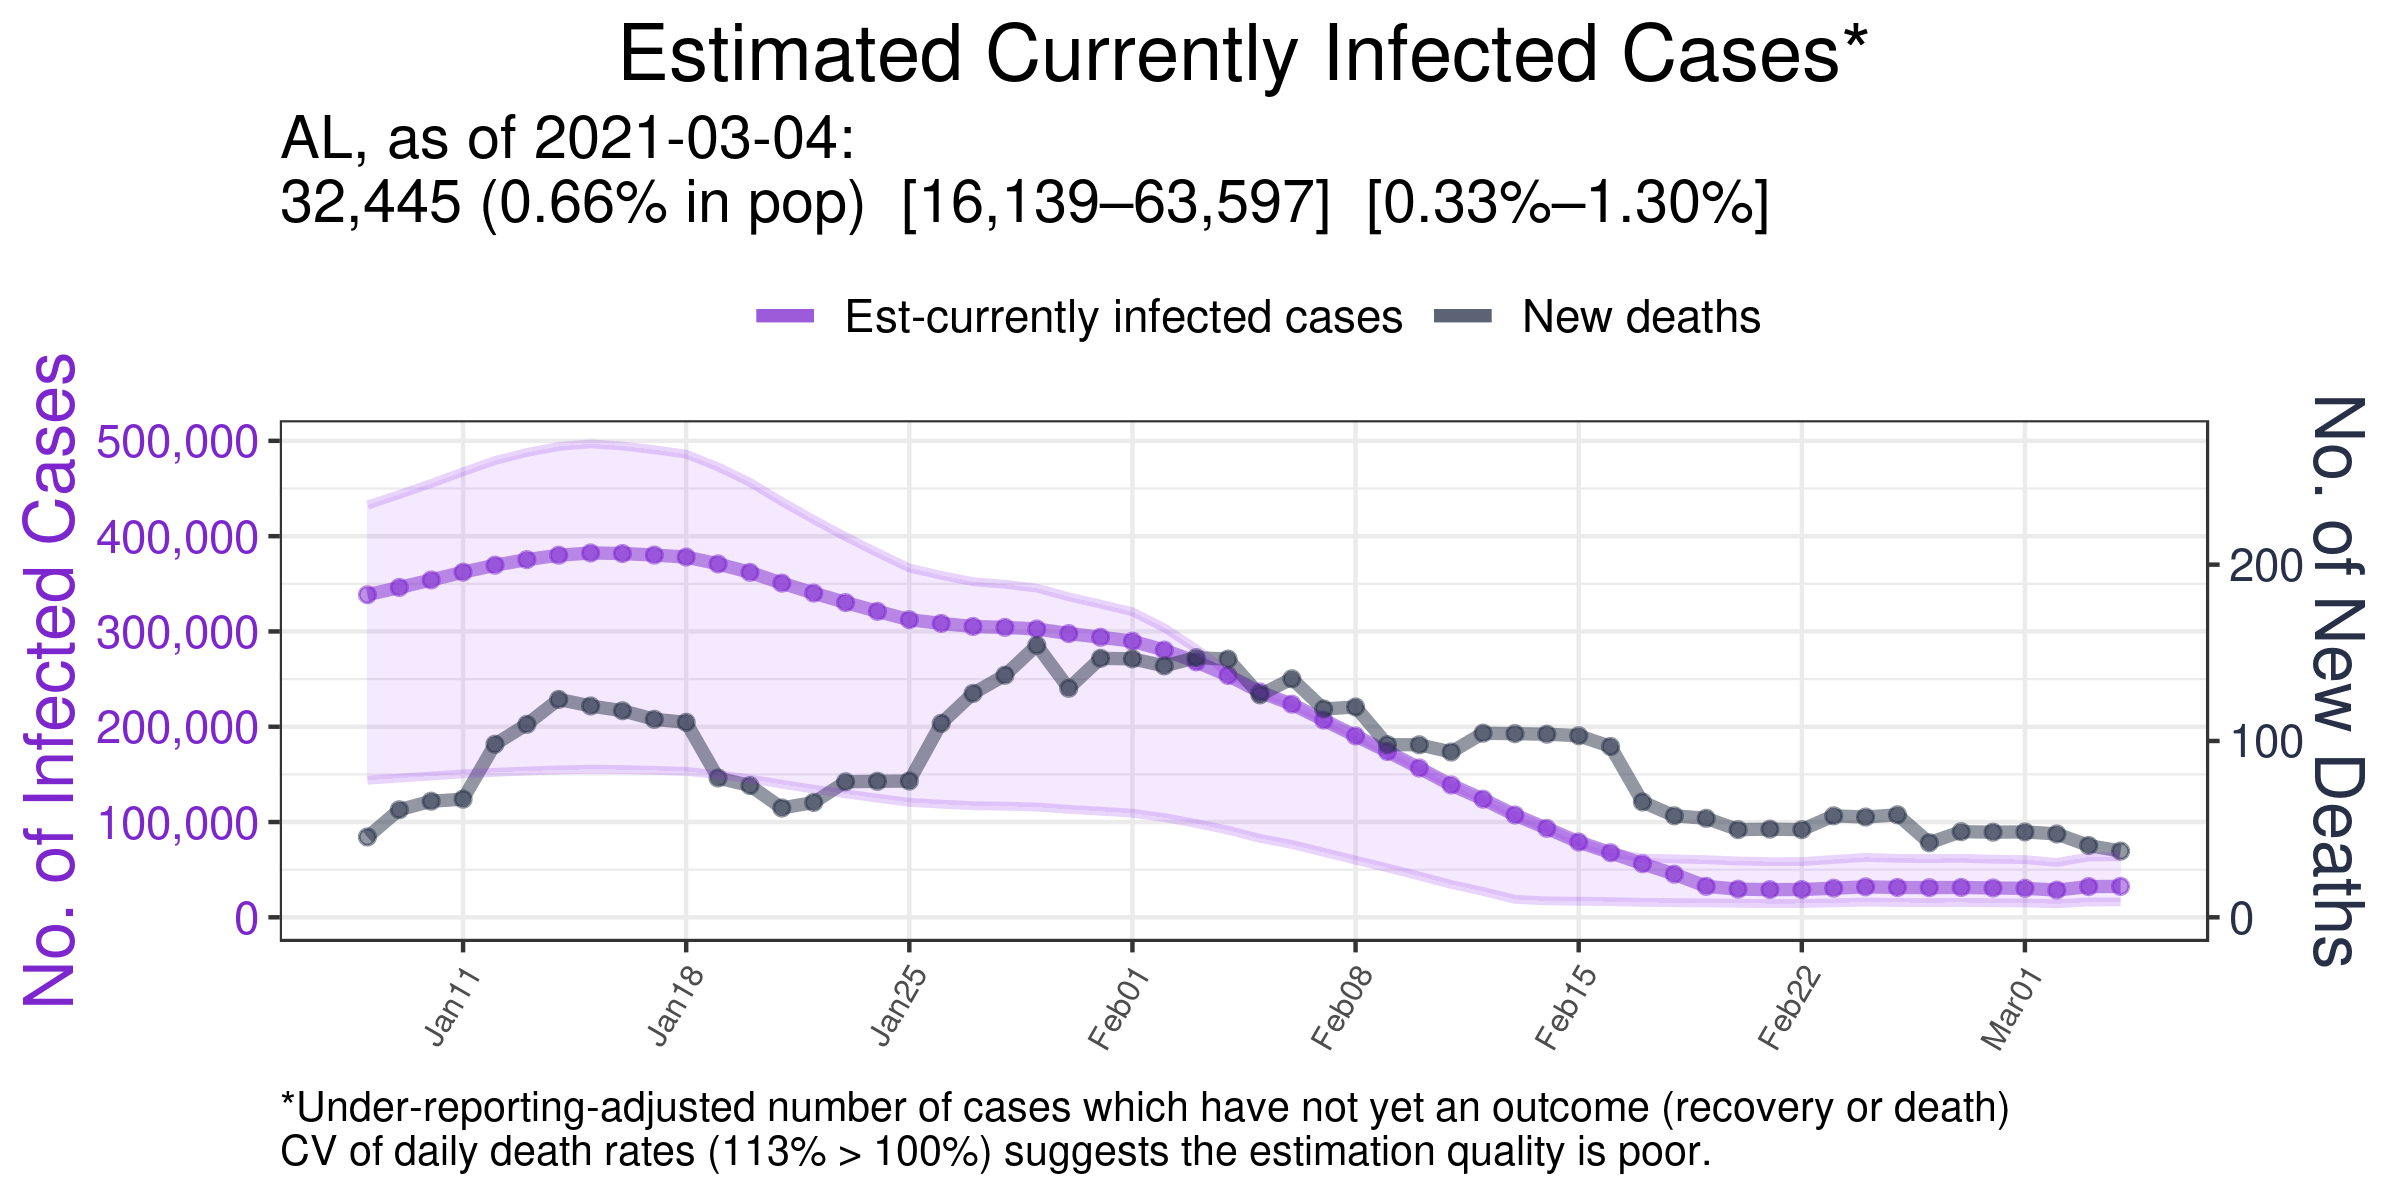 Estimated Currently Infected Cases*
AL, as of 2021-03-04:
32,445 (0.66% in pop)  [16,139–63,597]  [0.33%–1.30%]
Est-currently infected cases
New deaths
No. of Infected Cases
500,000
400,000
300,000
200,000
100,000
0
No. of New Deaths
200
100
0
Jan11
Jan18
Jan25
Feb01
Feb08
Feb15
Feb22
Mar01
*Under-reporting-adjusted number of cases which have not yet an outcome (recovery or death)
CV of daily death rates (113% > 100%) suggests the estimation quality is poor.